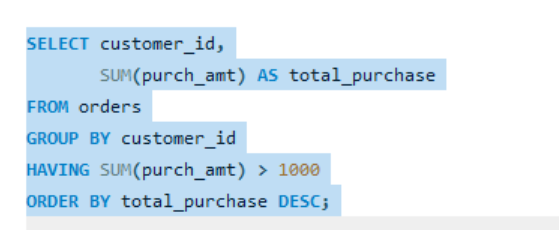 SELECT customer_id,
       SUM(purch_amt) AS total_purchase
FROM orders
GROUP BY customer_id
HAVING SUM(purch_amt) > 1000
ORDER BY total_purchase DESC;